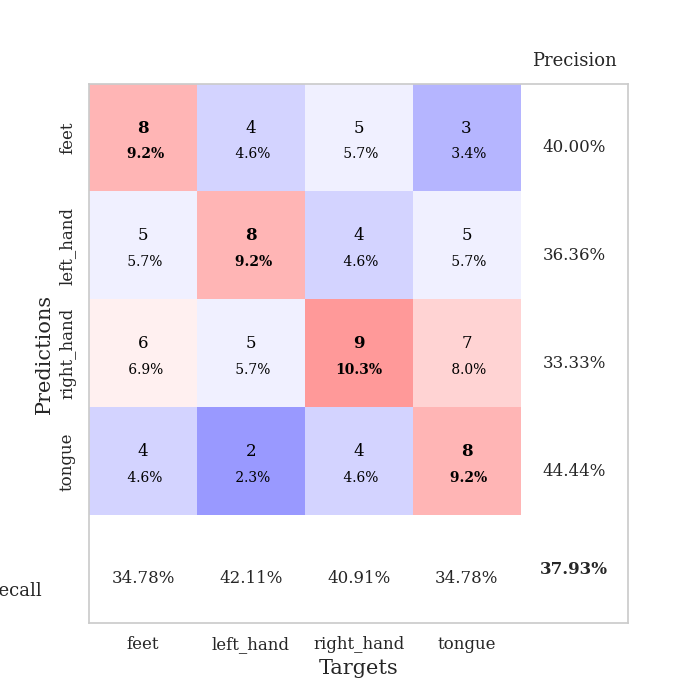 Precision
feet
8 4 5 3
9.2% 4.6% 5.7% 3.4%
40.00%
left_hand
5 8 4 5
5.7% 9.2% 4.6% 5.7%
36.36%
Predictions
right_hand
6 5 9 7
6.9% 5.7% 10.3% 8.0%
33.33%
tongue
4 2 4 8
4.6% 2.3% 4.6% 9.2%
44.44%
ecall
34.78% 42.11% 40.91% 34.78% 37.93%
feet left_hand right_hand tongue
Targets